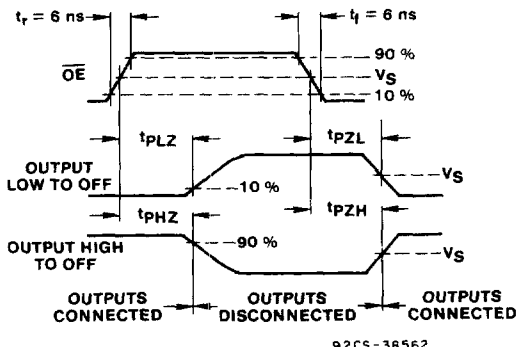 tr = 6 ns
tf = 6 ns
OE
90 %
VS
10 %
tPLZ
tPZL
OUTPUT
LOW TO OFF
10 %
VS
tPHZ
tPZH
OUTPUT HIGH
TO OFF
90 %
VS
OUTPUTS
CONNECTED
OUTPUTS
DISCONNECTED
OUTPUTS
CONNECTED
92CS-38562